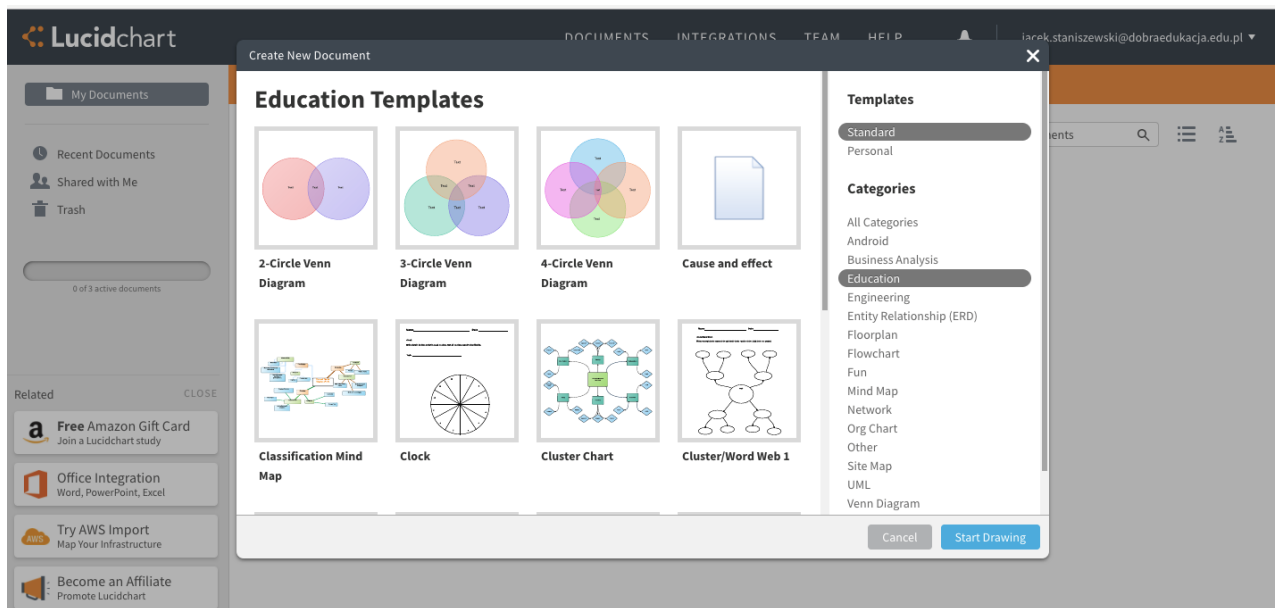 Lucidchart
DOCUMENTS INTEGRATIONS TEAM HELP
jacek.staniszewski@dobraedukacja.edu.pl
My Documents
Recent Documents
Shared with Me
Trash
0 of 3 active documents
Related CLOSE
Free Amazon Gift Card
Join a Lucidchart study
Office Integration
Word, PowerPoint, Excel
AWS
Try AWS Import
Map Your Infrastructure
Become an Affiliate
Promote Lucidchart
Create New Document
Education Templates
2-Circle Venn
Diagram
3-Circle Venn
Diagram
4-Circle Venn
Diagram
Cause and effect
Classification Mind
Map
Clock
Cluster Chart
Cluster/Word Web 1
Templates
Standard
Personal
Categories
All Categories
Android
Business Analysis
Education
Engineering
Entity Relationship (ERD)
Floorplan
Flowchart
Fun
Mind Map
Network
Org Chart
Other
Site Map
UML
Venn Diagram
Cancel
Start Drawing